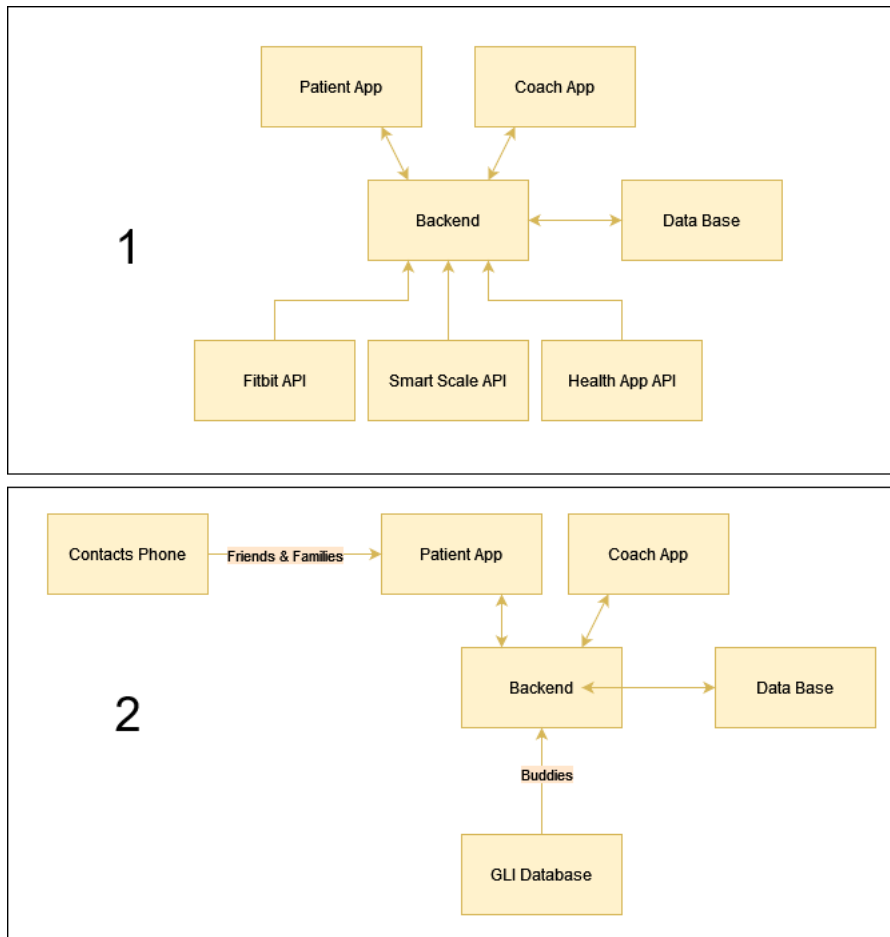 Patient App
Coach App
Backend
Data Base
1
Fitbit API
Smart Scale API
Health App API
Contacts Phone
Friends & Families
Patient App
Coach App
Backend
Data Base
2
Buddies
GLI Database